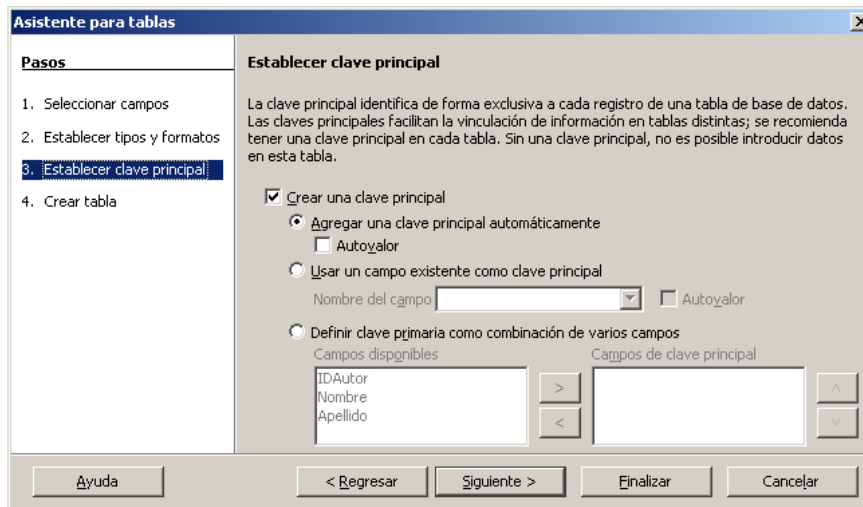 Asistente para tablas
Pasos
1. Seleccionar campos
2. Establecer tipos y formatos
3. Establecer clave principal
4. Crear tabla
Establecer clave principal
La clave principal identifica de forma exclusiva a cada registro de una tabla de base de datos.
Las claves principales facilitan la vinculación de información en tablas distintas; se recomienda
tener una clave principal en cada tabla. Sin una clave principal, no es posible introducir datos
en esta tabla.
Crear una clave principal
Agregar una clave principal automáticamente
Autovalor
Usar un campo existente como clave principal
Nombre del campo
Autovalor
Definir clave primaria como combinación de varios campos
Campos disponibles
Campos de clave principal
IDAutor
Nombre
Apellido
>
<
Ayuda
< Regresar
Siguiente >
Finalizar
Cancelar